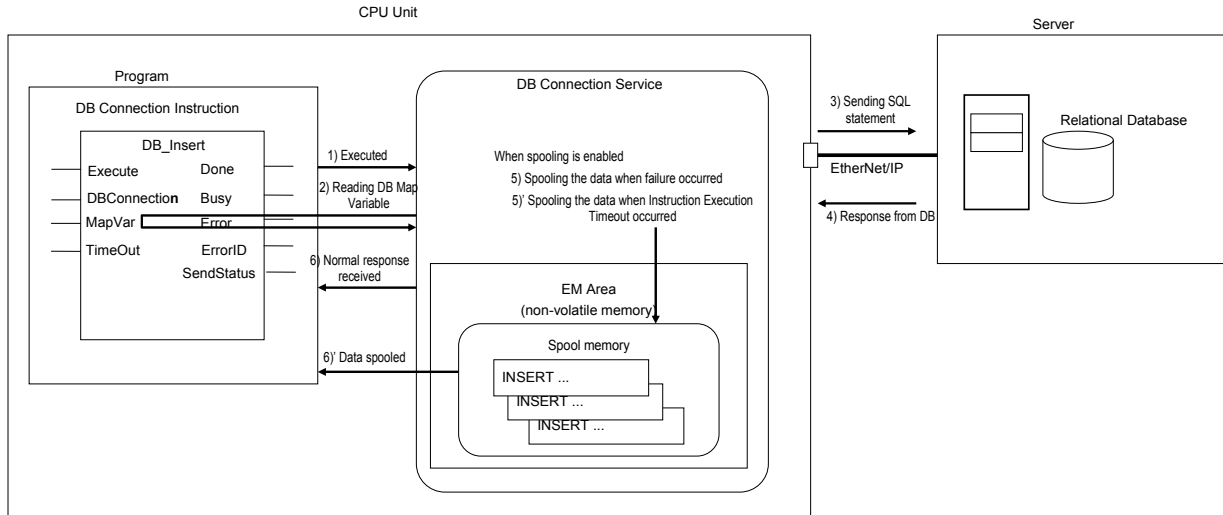 CPU Unit
Server
Program
DB Connection Instruction
DB_Insert
Execute
Done
DBConnection
Busy
MapVar
Error
TimeOut
ErrorID
SendStatus
1) Executed
2) Reading DB Map
Variable
6) Normal response
received
6)' Data spooled
DB Connection Service
When spooling is enabled
5) Spooling the data when failure occurred
5)' Spooling the data when Instruction Execution
Timeout occurred
EM Area
(non-volatile memory)
Spool memory
INSERT ...
INSERT ...
INSERT ...
3) Sending SQL
statement
EtherNet/IP
4) Response from DB
Relational Database